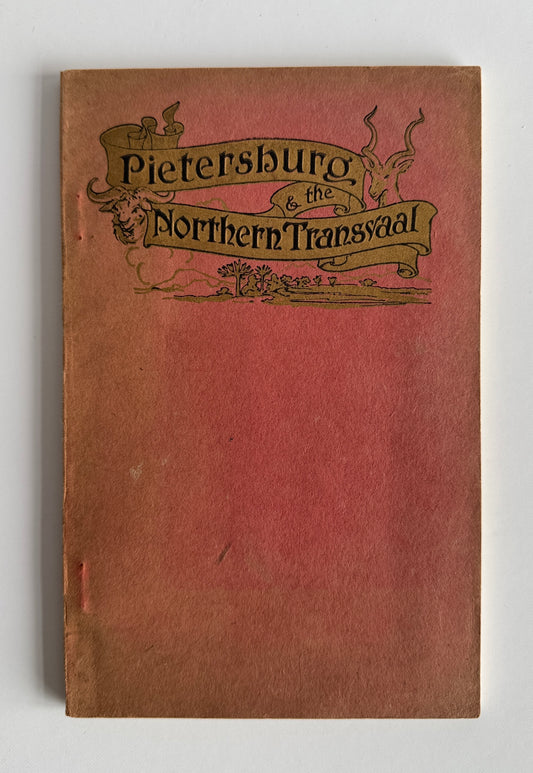 Pietersburg
& the
Northern Transvaal